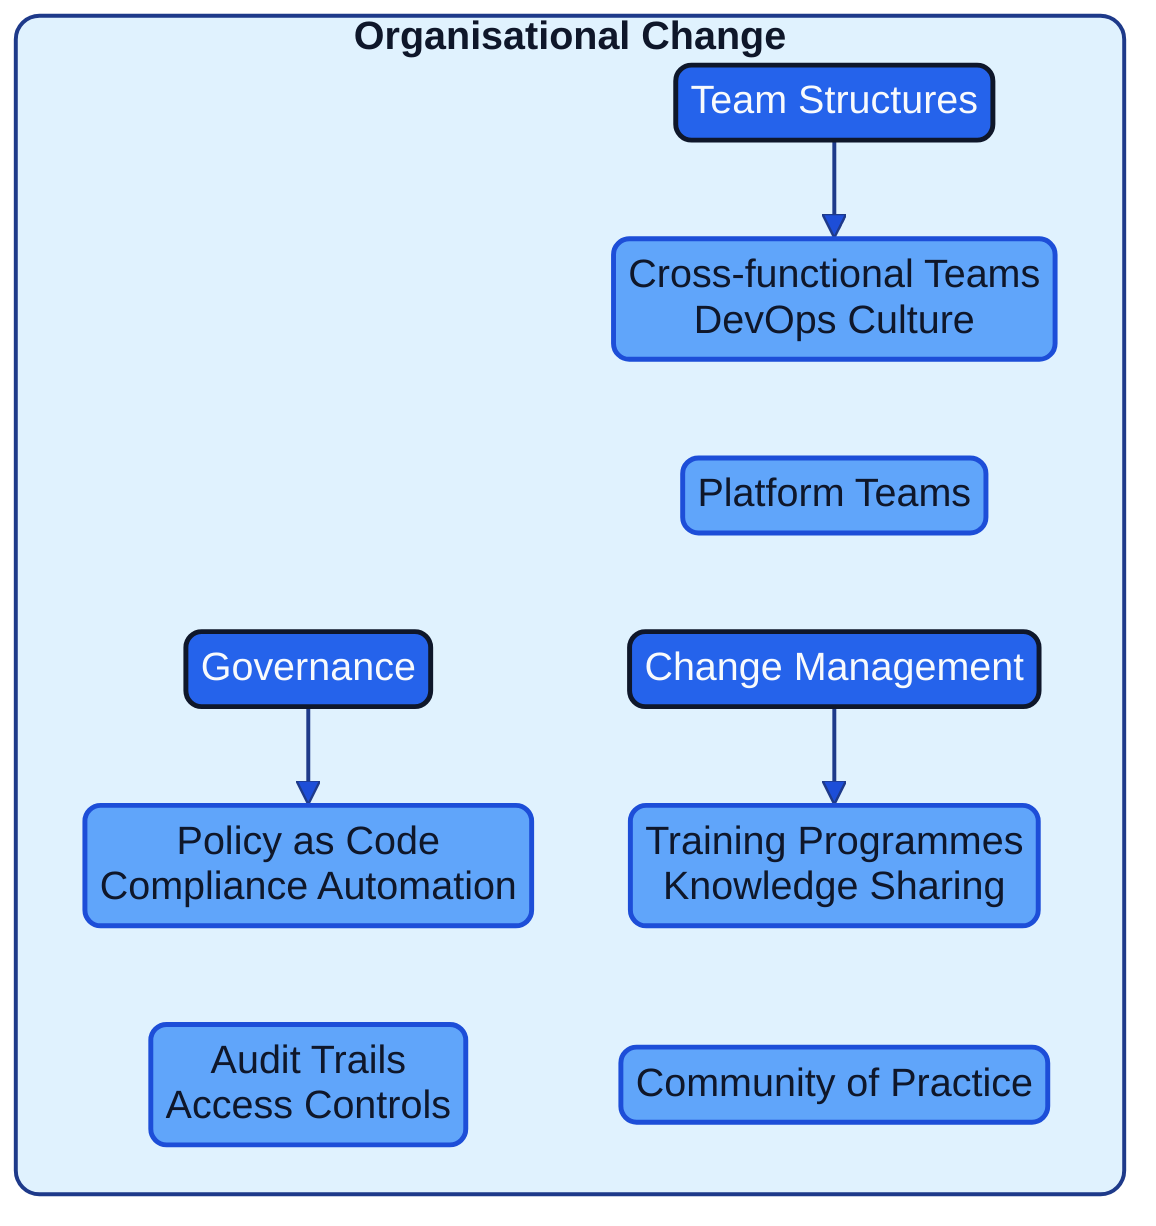 Organisational Change
Team Structures
Cross-functional Teams
DevOps Culture
Platform Teams
Governance
Change Management
Policy as Code
Compliance Automation
Training Programmes
Knowledge Sharing
Audit Trails
Access Controls
Community of Practice